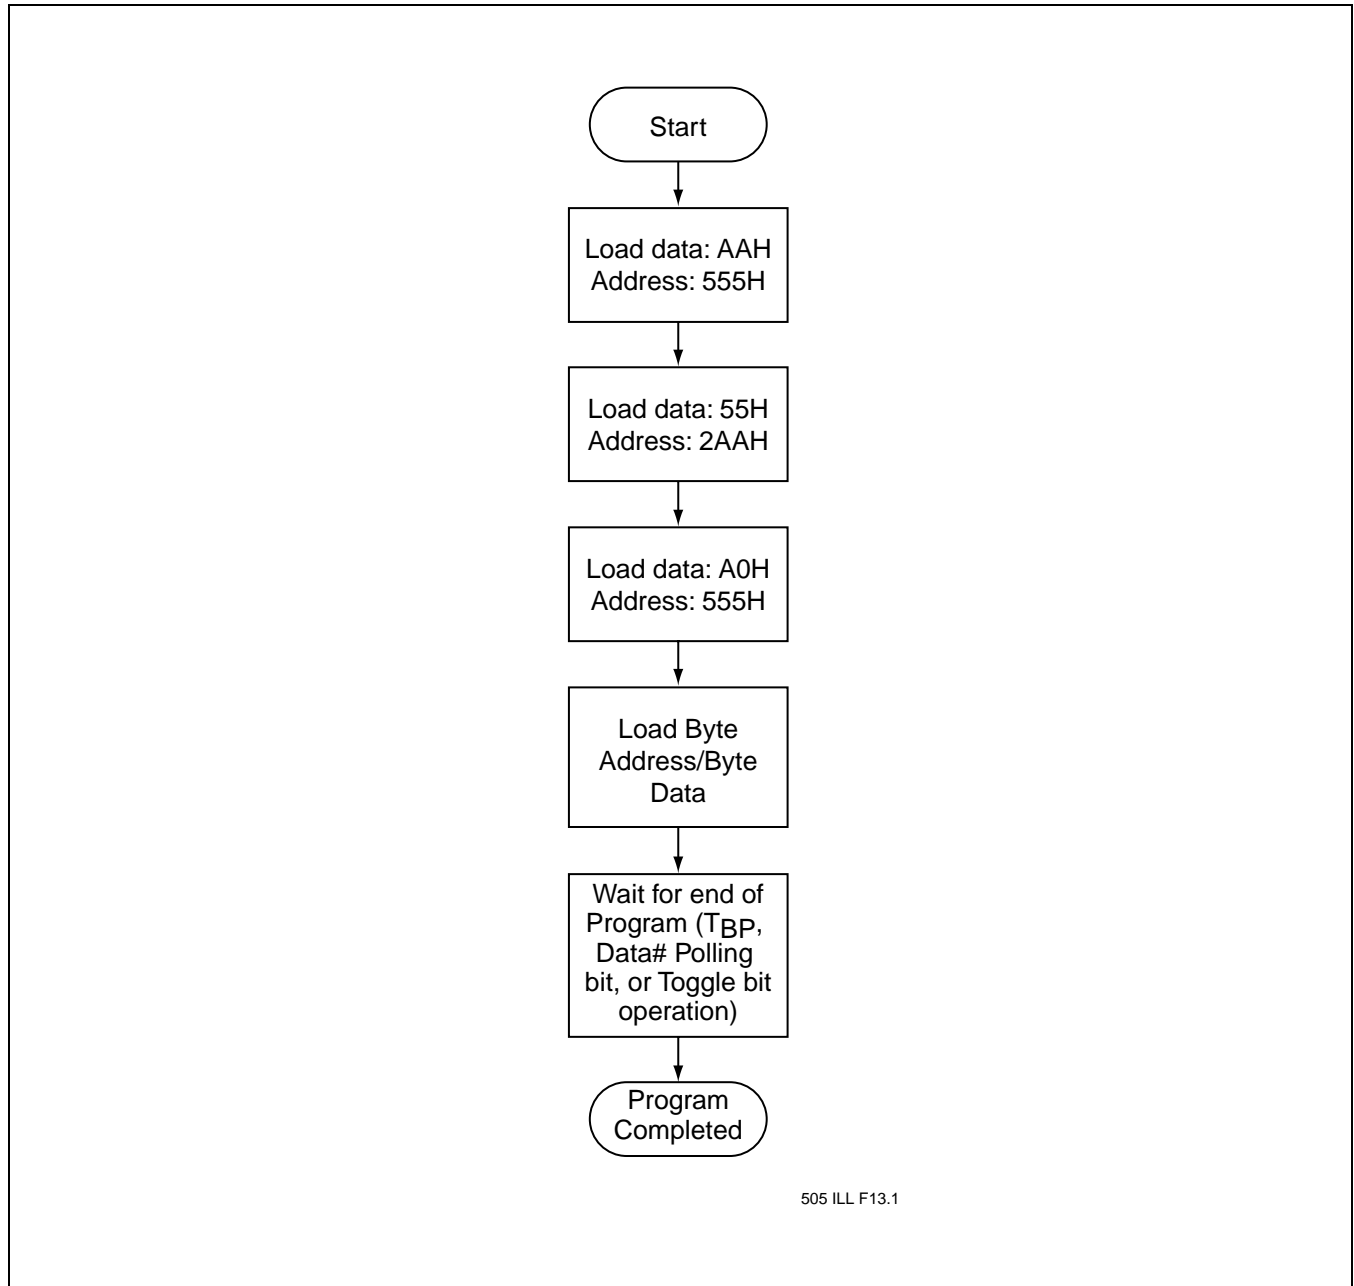 Start
Load data: AAH
Address: 555H
Load data: 55H
Address: 2AAH
Load data: A0H
Address: 555H
Load Byte
Address/Byte
Data
Wait for end of
Program (TBP,
Data# Polling
bit, or Toggle bit
operation)
Program
Completed
505 ILL F13.1